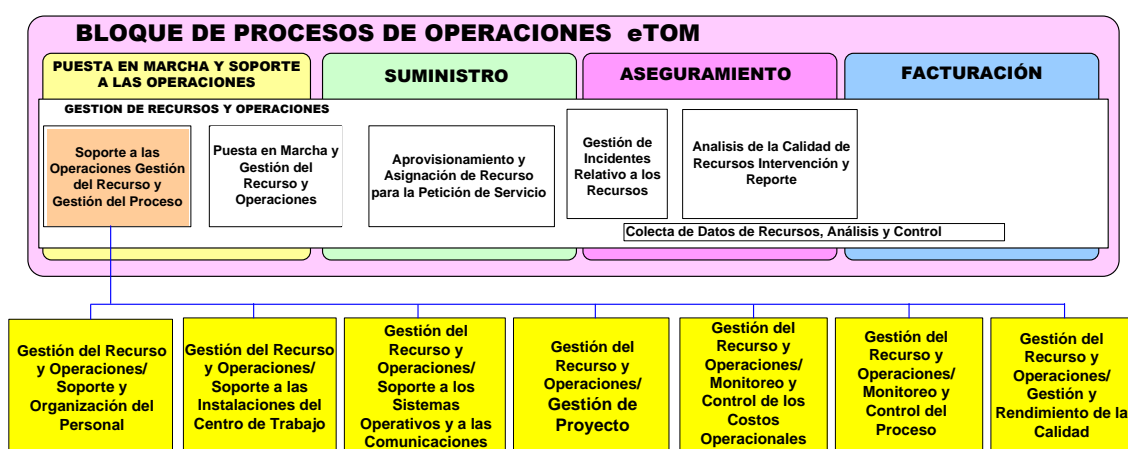 BLOQUE DE PROCESOS DE OPERACIONES eTOM
PUESTA EN MARCHA Y SOPORTE
A LAS OPERACIONES
SUMINISTRO
ASEGURAMIENTO
FACTURACIÓN
GESTION DE RECURSOS Y OPERACIONES
Soporte a las
Operaciones Gestión
del Recurso y
Gestión del Proceso
Puesta en Marcha y
Gestión del
Recurso y
Operaciones
Aprovisionamiento y
Asignación de Recurso
para la Petición de Servicio
Gestión de
Incidentes
Relativo a los
Recursos
Analisis de la Calidad de
Recursos Intervención y
Reporte
Colecta de Datos de Recursos, Análisis y Control
Gestión del Recurso
y Operaciones/
Soporte y
Organización del
Personal
Gestión del Recurso
y Operaciones/
Soporte a las
Instalaciones del
Centro de Trabajo
Gestión del
Recurso y
Operaciones/
Soporte a los
Sistemas
Operativos y a las
Comunicaciones
Gestión del
Recurso y
Operaciones/
Gestión de
Proyecto
Gestión del
Recurso y
Operaciones/
Monitoreo y
Control de los
Costos
Operacionales
Gestión del
Recurso y
Operaciones/
Monitoreo y
Control del
Proceso
Gestión del
Recurso y
Operaciones/
Gestión y
Rendimiento de la
Calidad